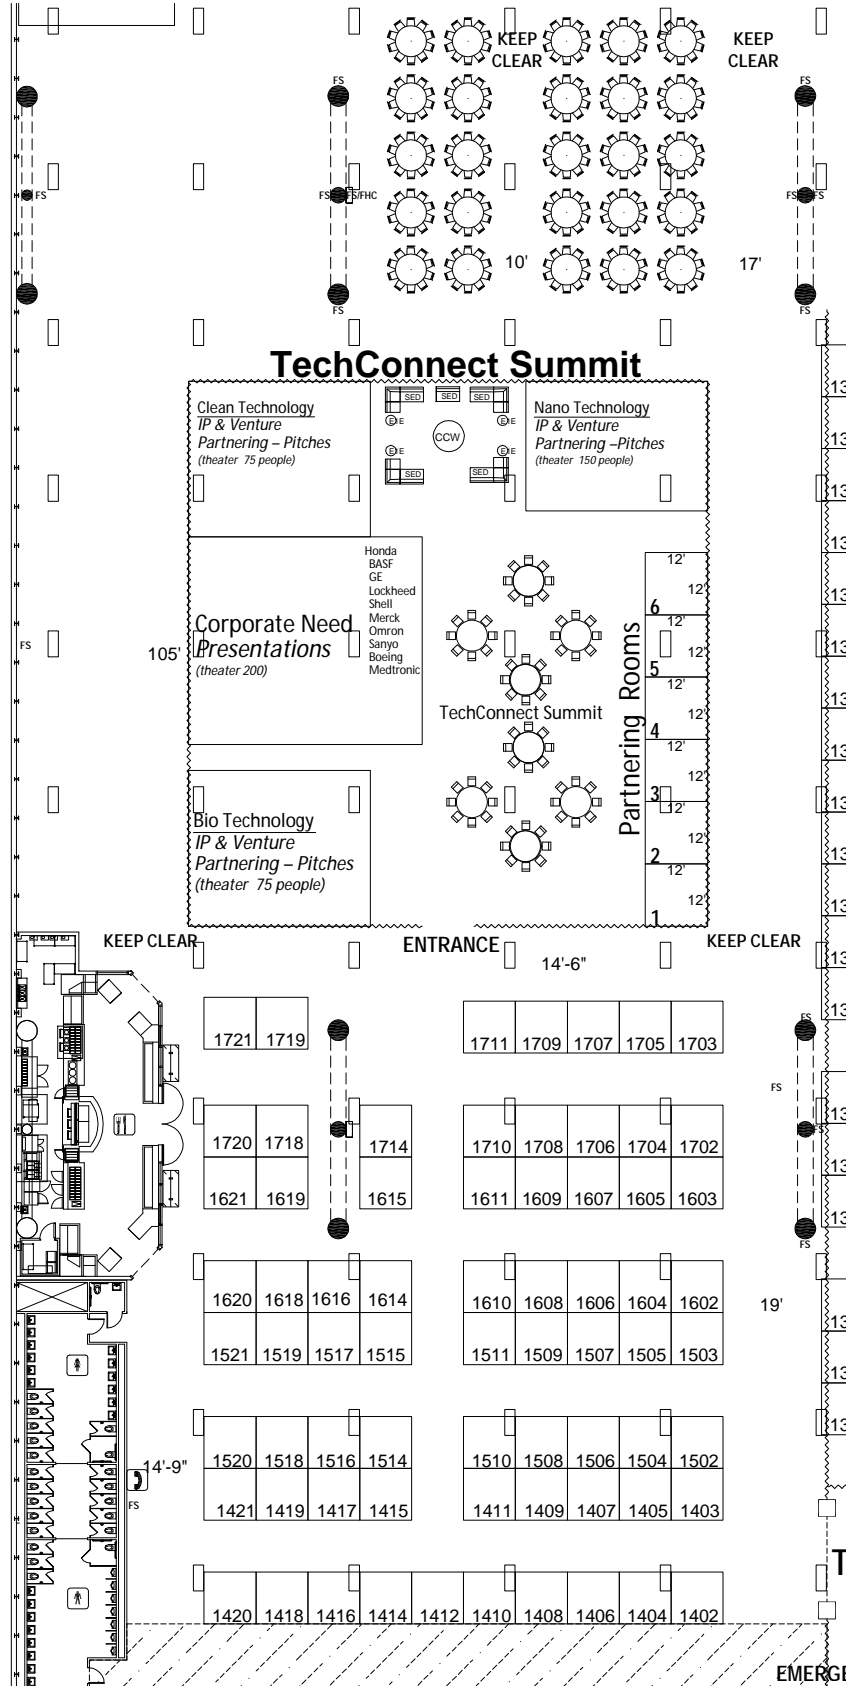 KEEP
CLEAR
KEEP
CLEAR
FS
FS
FS/FHC
FS
FS
FS
FS
10'
17'
FS
FS
TechConnect Summit
Clean Technology
IP & Venture
Partnering – Pitches
(theater 75 people)
SED
SED
SED
CCW
SED
SED
Nano Technology
IP & Venture
Partnering –Pitches
(theater 150 people)
Honda
BASF
GE
Lockheed
Shell
Merck
Omron
Sanyo
Boeing
Medtronic
Corporate Need
Presentations
(theater 200)
105'
FS
TechConnect Summit
Partnering Rooms
12'
12'
6
12'
12'
5
12'
12'
4
12'
12'
3
12'
12'
2
12'
12'
1
Bio Technology
IP & Venture
Partnering – Pitches
(theater 75 people)
KEEP CLEAR
ENTRANCE
KEEP CLEAR
14'-6"
1721 1719
1711 1709 1707 1705 1703
FS
FS
1720 1718 1714
1710 1708 1706 1704 1702
FS
1621 1619 1615
1611 1609 1607 1605 1603
FS
1620 1618 1616 1614
1610 1608 1606 1604 1602
19'
1521 1519 1517 1515
1511 1509 1507 1505 1503
1520 1518 1516 1514
1510 1508 1506 1504 1502
14'-9"
FS
1421 1419 1417 1415
1411 1409 1407 1405 1403
1420 1418 1416 1414 1412 1410 1408 1406 1404 1402